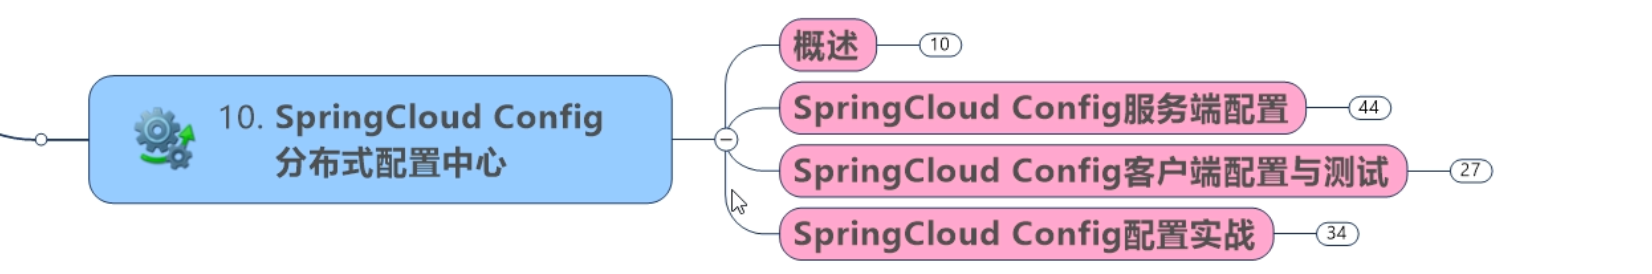 10. SpringCloud Config
分布式配置中心
概述
10
SpringCloud Config服务端配置
44
SpringCloud Config客户端配置与测试
27
SpringCloud Config配置实战
34